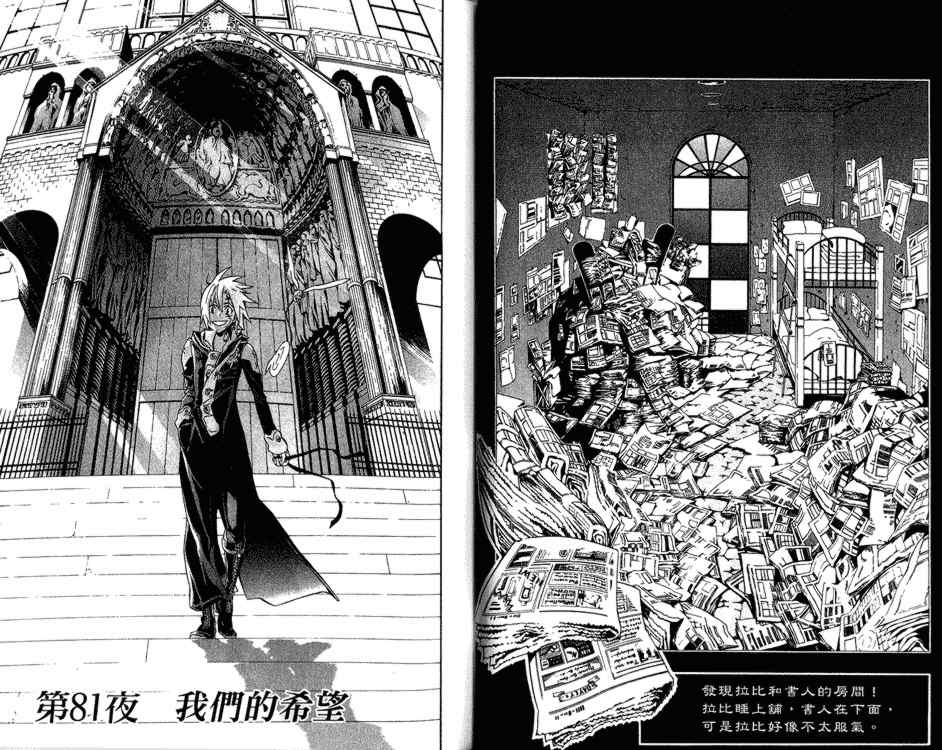 發現拉比和書人的房間！
拉比睡上舖，書人在下面，
可是拉比好像不太服氣。
第81夜　我們的希望